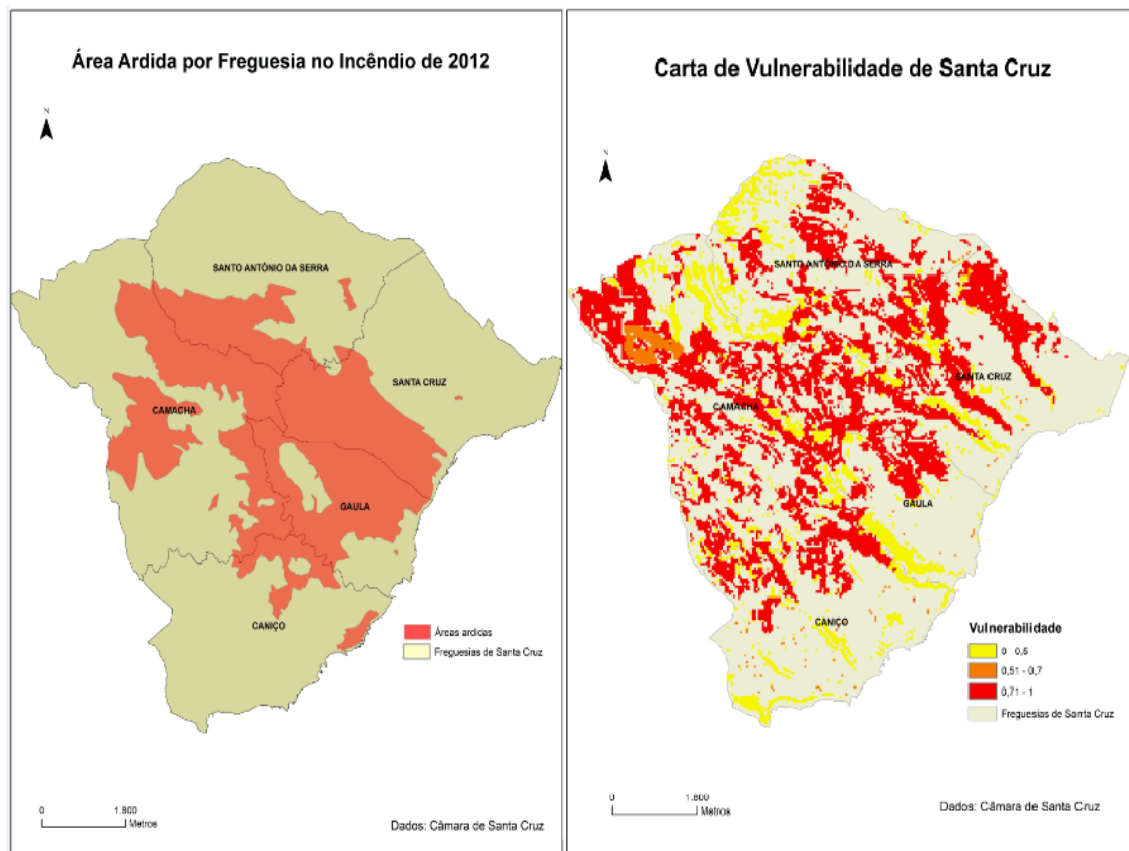 Área Ardida por Freguesia no Incêndio de 2012
N
SANTO ANTÔNIO DA SERRA
SANTA CRUZ
CAMACHA
GAULA
CANIÇO
Áreas ardidas
Freguesias de Santa Cruz
0 1.800
Metros
Dados: Câmara de Santa Cruz
Carta de Vulnerabilidade de Santa Cruz
N
SANTO ANTÔNIO DA SERRA
SANTA CRUZ
CAMACHA
GAULA
CANIÇO
Vulnerabilidade
0 0,5
0,51 - 0,7
0,71 - 1
Freguesias de Santa Cruz
0 1.800
Metros
Dados: Câmara de Santa Cruz